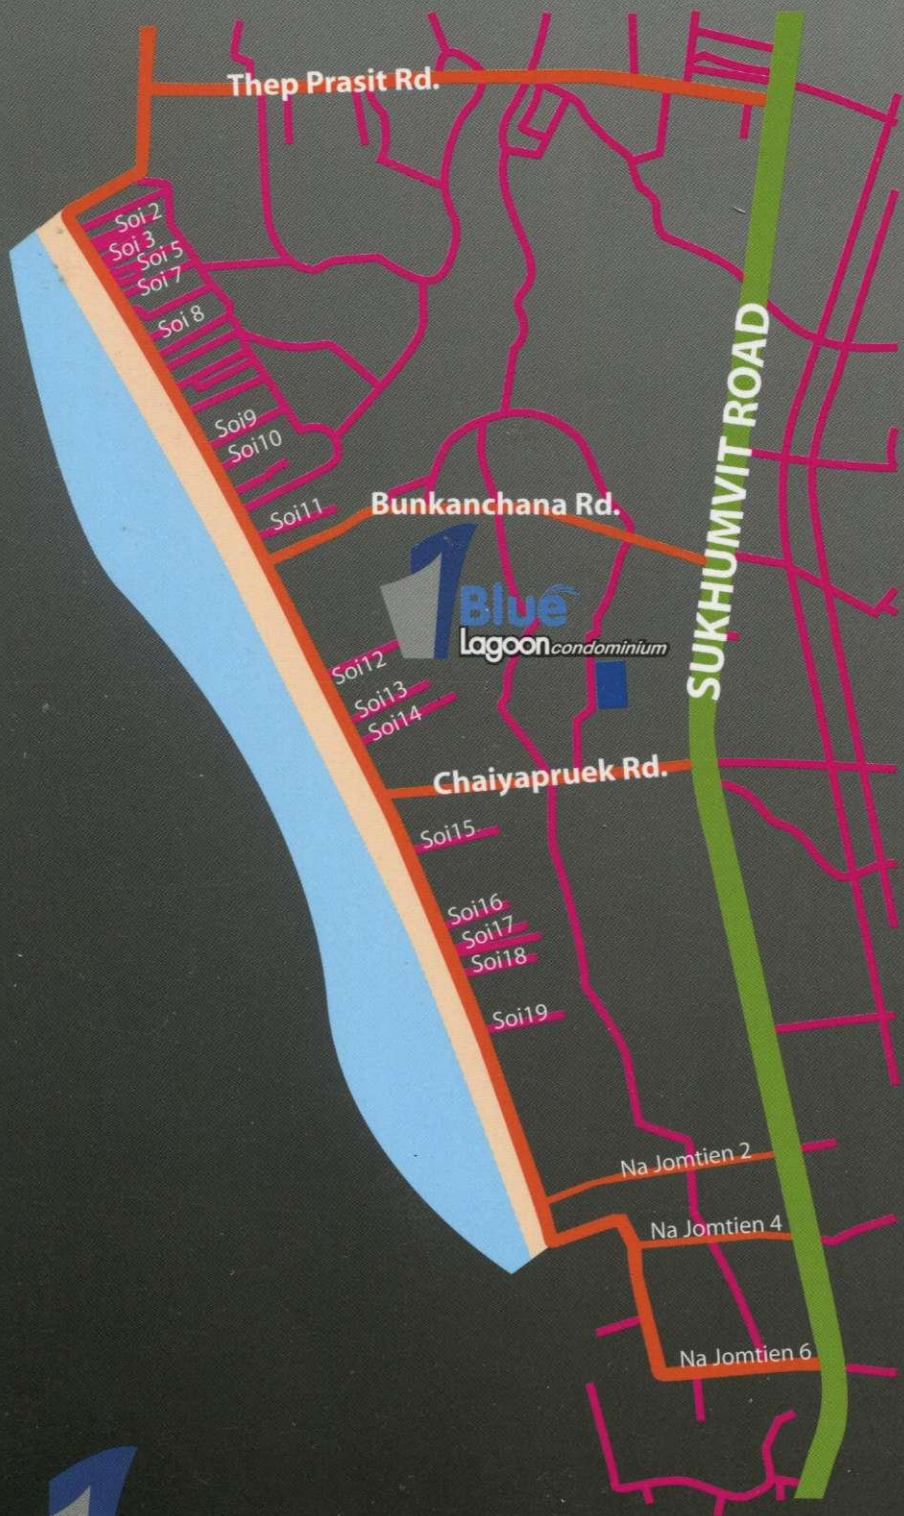 Thep Prasit Rd.
Soi 2
Soi 3
Soi 5
Soi 7
Soi 8
Soi9
Soi10
Soi11
Bunkanchana Rd.
SUKHUMVIT ROAD
1
Blue
Lagoon condominium
Soi12
Soi13
Soi14
Chaiyapruek Rd.
Soi15
Soi16
Soi17
Soi18
Soi19
Na Jomtien 2
Na Jomtien 4
Na Jomtien 6
1